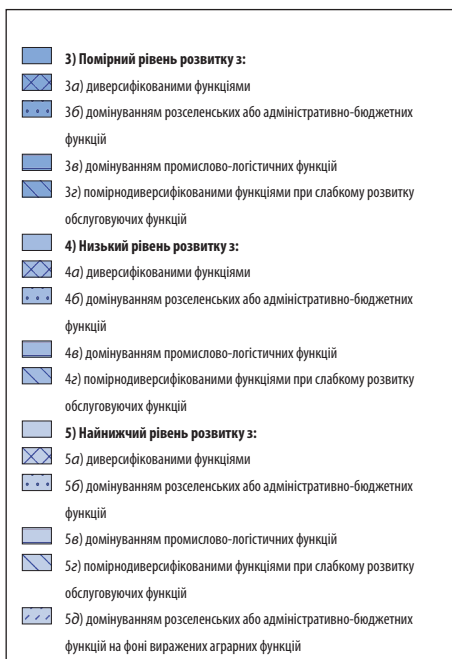 3) Помірний рівень розвитку з:
3а) диверсифікованими функціями
3б) домінуванням розселенських або адміністративно-бюджетних
функцій
3в) домінуванням промислово-логістичних функцій
3г) помірнодиверсифікованими функціями при слабкому розвитку
обслуговуючих функцій
4) Низький рівень розвитку з:
4а) диверсифікованими функціями
4б) домінуванням розселенських або адміністративно-бюджетних
функцій
4в) домінуванням промислово-логістичних функцій
4г) помірнодиверсифікованими функціями при слабкому розвитку
обслуговуючих функцій
5) Найнижчий рівень розвитку з:
5а) диверсифікованими функціями
5б) домінуванням розселенських або адміністративно-бюджетних
функцій
5в) домінуванням промислово-логістичних функцій
5г) помірнодиверсифікованими функціями при слабкому розвитку
обслуговуючих функцій
5д) домінуванням розселенських або адміністративно-бюджетних
функцій на фоні виражених аграрних функцій